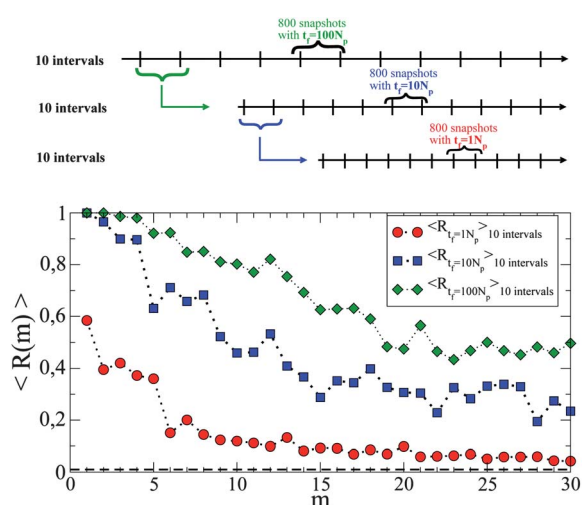 800 snapshots
with t_f=100N_p
10 intervals
800 snapshots
with t_f=10N_p
10 intervals
800 snapshots
with t_f=1N_p
10 intervals
1
0,8
0,6
0,4
0,2
0
< R(m) >
<R_{t_f=1N_p}>_{10 intervals}
<R_{t_f=10N_p}>_{10 intervals}
<R_{t_f=100N_p}>_{10 intervals}
0 5 10 15 20 25 30
m